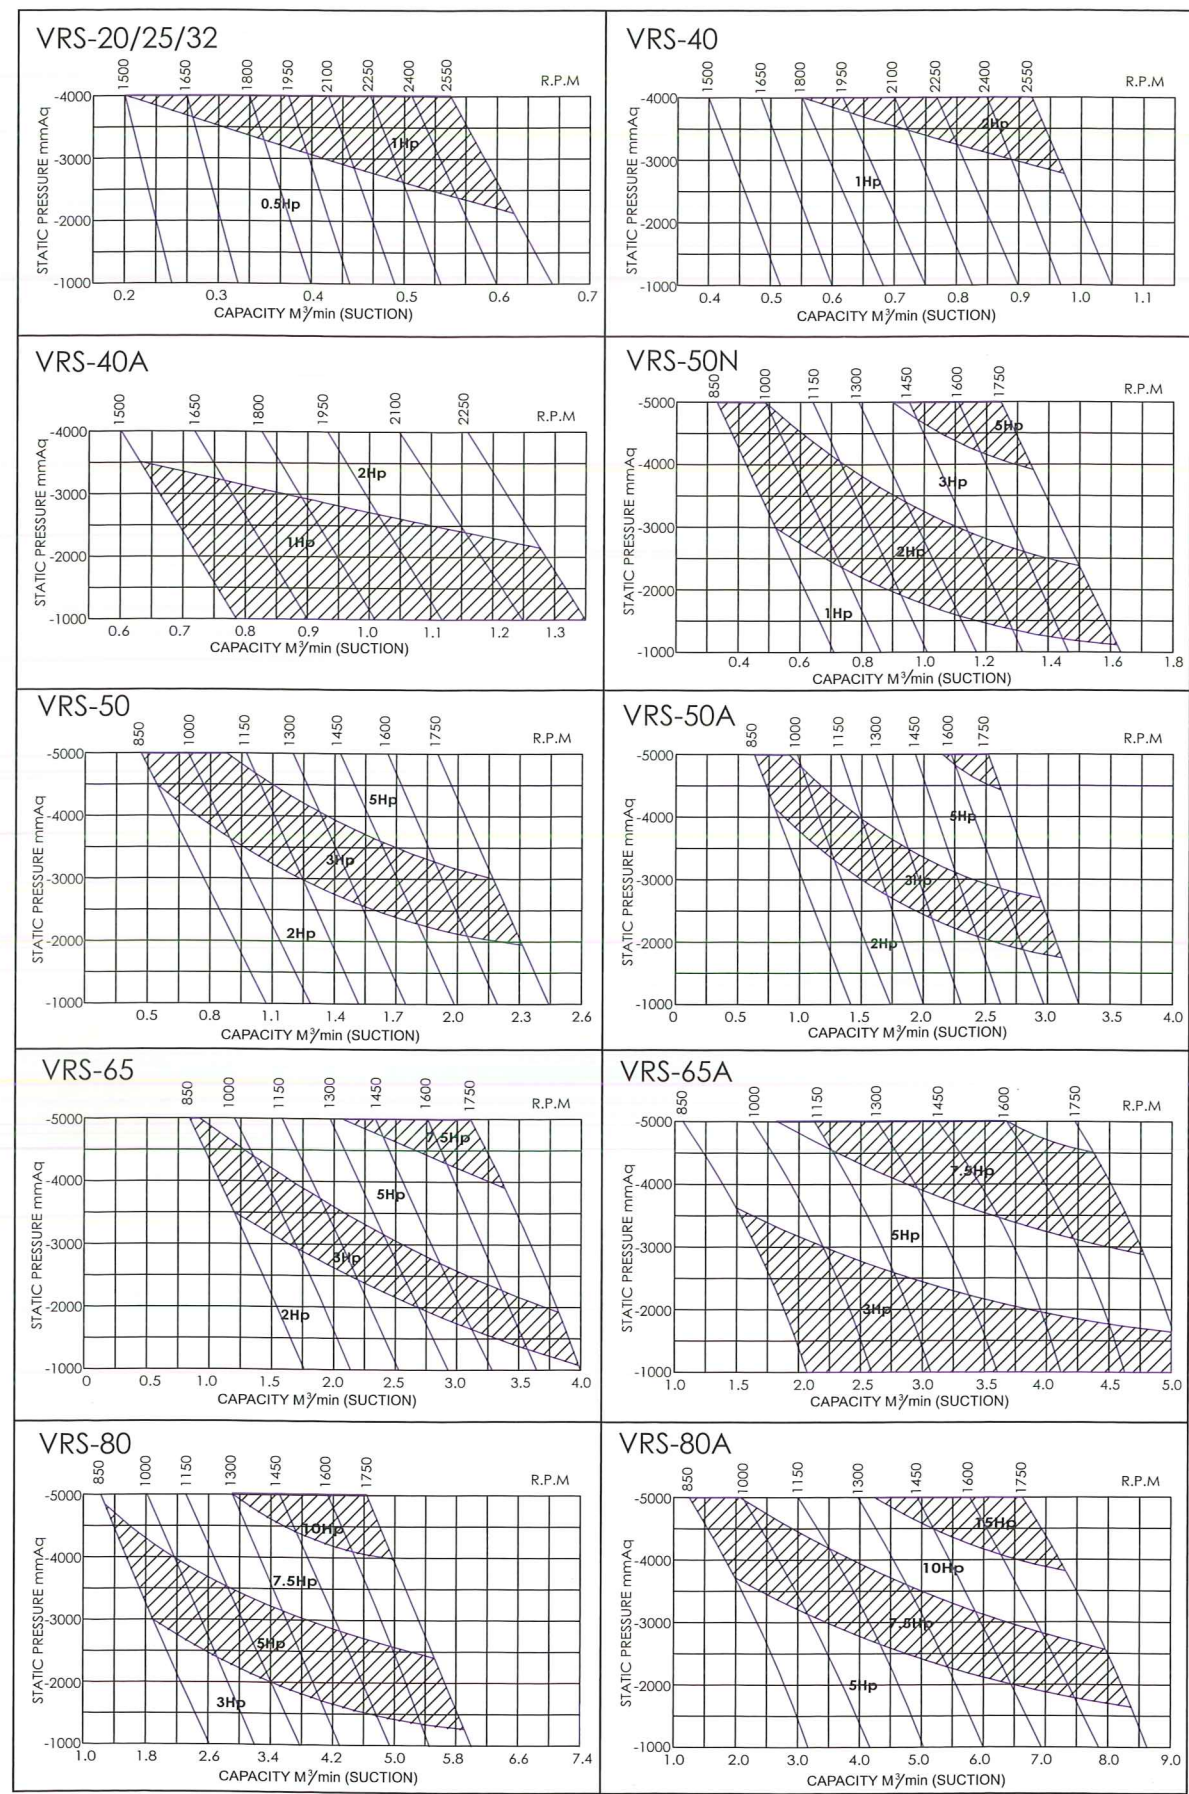 VRS-20/25/32
1500 1650 1800 1950 2100 2250 2400 2550 R.P.M
STATIC PRESSURE mmAq
-4000
1Hp
-3000
0.5Hp
-2000
-1000
0.2 0.3 0.4 0.5 0.6 0.7
CAPACITY M³/min (SUCTION)
VRS-40
1500 1650 1800 1950 2100 2250 2400 2550 R.P.M
STATIC PRESSURE mmAq
-4000
2Hp
-3000
1Hp
-2000
-1000
0.4 0.5 0.6 0.7 0.8 0.9 1.0 1.1
CAPACITY M³/min (SUCTION)
VRS-40A
1500 1650 1800 1950 2100 2250 R.P.M
STATIC PRESSURE mmAq
-4000
2Hp
-3000
1Hp
-2000
-1000
0.6 0.7 0.8 0.9 1.0 1.1 1.2 1.3
CAPACITY M³/min (SUCTION)
VRS-50N
850 1000 1150 1300 1450 1600 1750 R.P.M
STATIC PRESSURE mmAq
-5000
5Hp
-4000
3Hp
-3000
2Hp
-2000
1Hp
-1000
0.4 0.6 0.8 1.0 1.2 1.4 1.6 1.8
CAPACITY M³/min (SUCTION)
VRS-50
850 1000 1150 1300 1450 1600 1750 R.P.M
STATIC PRESSURE mmAq
-5000
5Hp
-4000
3Hp
-3000
2Hp
-2000
-1000
0.5 0.8 1.1 1.4 1.7 2.0 2.3 2.6
CAPACITY M³/min (SUCTION)
VRS-50A
850 1000 1150 1300 1450 1600 1750 R.P.M
STATIC PRESSURE mmAq
-5000
5Hp
-4000
3Hp
-3000
2Hp
-2000
-1000
0 0.5 1.0 1.5 2.0 2.5 3.0 3.5 4.0
CAPACITY M³/min (SUCTION)
VRS-65
850 1000 1150 1300 1450 1600 1750 R.P.M
STATIC PRESSURE mmAq
-5000
7.5Hp
-4000
5Hp
-3000
3Hp
-2000
2Hp
-1000
0 0.5 1.0 1.5 2.0 2.5 3.0 3.5 4.0
CAPACITY M³/min (SUCTION)
VRS-65A
850 1000 1150 1300 1450 1600 1750 R.P.M
STATIC PRESSURE mmAq
-5000
7.5Hp
-4000
5Hp
-3000
3Hp
-2000
-1000
1.0 1.5 2.0 2.5 3.0 3.5 4.0 4.5 5.0
CAPACITY M³/min (SUCTION)
VRS-80
850 1000 1150 1300 1450 1600 1750 R.P.M
STATIC PRESSURE mmAq
-5000
10Hp
-4000
7.5Hp
-3000
5Hp
-2000
3Hp
-1000
1.0 1.8 2.6 3.4 4.2 5.0 5.8 6.6 7.4
CAPACITY M³/min (SUCTION)
VRS-80A
850 1000 1150 1300 1450 1600 1750 R.P.M
STATIC PRESSURE mmAq
-5000
15Hp
-4000
10Hp
-3000
7.5Hp
-2000
5Hp
-1000
1.0 2.0 3.0 4.0 5.0 6.0 7.0 8.0 9.0
CAPACITY M³/min (SUCTION)